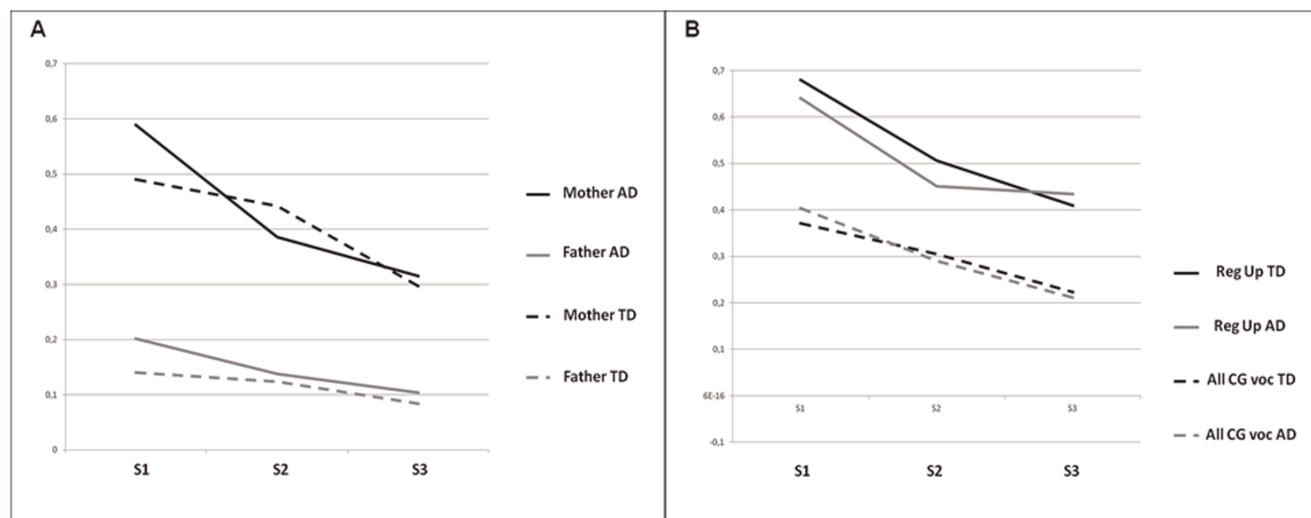 A
0,7
0,6
0,5
0,4
0,3
0,2
0,1
0
S1 S2 S3
Mother AD
Father AD
Mother TD
Father TD
B
0,7
0,6
0,5
0,4
0,3
0,2
0,1
6E-16
-0,1
S1 S2 S3
S1 S2 S3
Reg Up TD
Reg Up AD
All CG voc TD
All CG voc AD